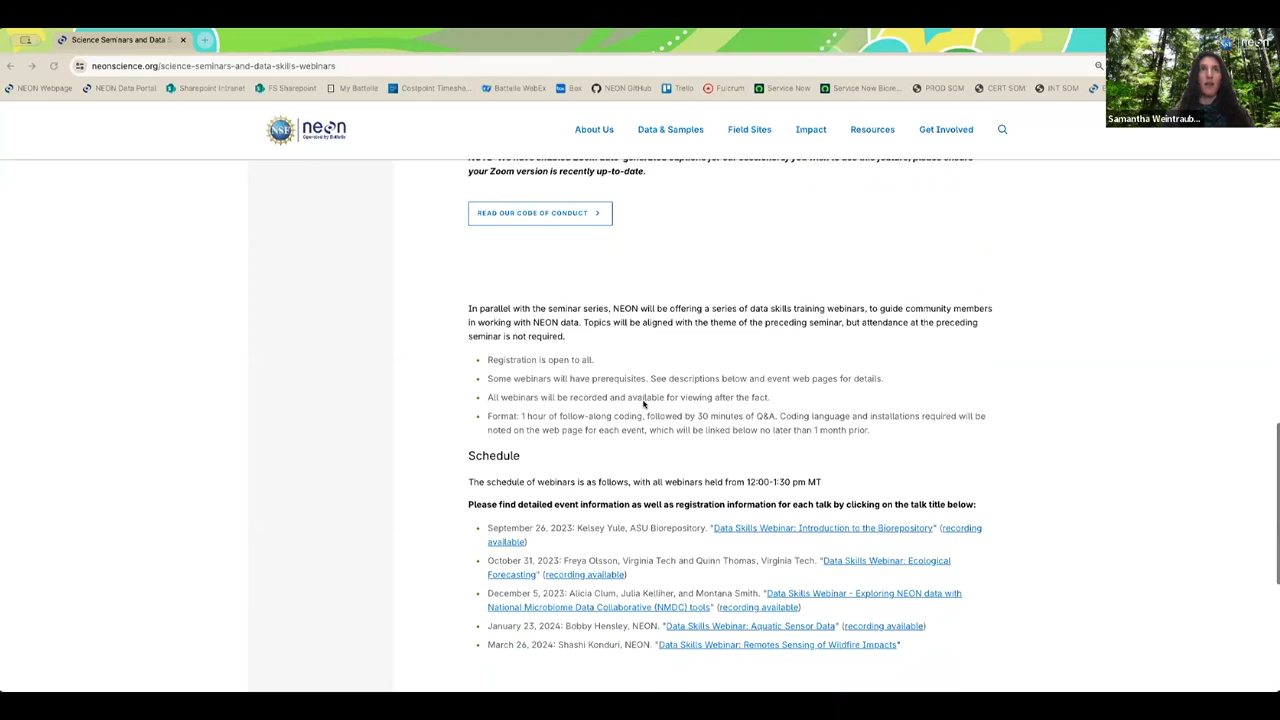 Science Seminars and Data S
neonscience.org/science-seminars-and-data-skills-webinars
NEON Webpage
NEON Data Portal
Sharepoint Intranet
FS Sharepoint
My Battelle
Costpoint Timesha...
Battelle WebEx
Box
NEON GitHub
Trello
Fulcrum
Service Now
Service Now Biorec...
PROD SOM
CERT SOM
INT SOM
neon
Samantha Weintraub...
NSF
neon
Operated by Battelle
About Us
Data & Samples
Field Sites
Impact
Resources
Get Involved
your Zoom version is recently up-to-date.
READ OUR CODE OF CONDUCT >
In parallel with the seminar series, NEON will be offering a series of data skills training webinars, to guide community members
in working with NEON data. Topics will be aligned with the theme of the preceding seminar, but attendance at the preceding
seminar is not required.
• Registration is open to all.
• Some webinars will have prerequisites. See descriptions below and event web pages for details.
• All webinars will be recorded and available for viewing after the fact.
• Format: 1 hour of follow-along coding, followed by 30 minutes of Q&A. Coding language and installations required will be
noted on the web page for each event, which will be linked below no later than 1 month prior.
Schedule
The schedule of webinars is as follows, with all webinars held from 12:00-1:30 pm MT
Please find detailed event information as well as registration information for each talk by clicking on the talk title below:
• September 26, 2023: Kelsey Yule, ASU Biorepository. "Data Skills Webinar: Introduction to the Biorepository" (recording
available)
• October 31, 2023: Freya Olsson, Virginia Tech and Quinn Thomas, Virginia Tech. "Data Skills Webinar: Ecological
Forecasting" (recording available)
• December 5, 2023: Alicia Clum, Julia Kelliher, and Montana Smith. "Data Skills Webinar - Exploring NEON data with
National Microbiome Data Collaborative (NMDC) tools" (recording available)
• January 23, 2024: Bobby Hensley, NEON. "Data Skills Webinar: Aquatic Sensor Data" (recording available)
• March 26, 2024: Shashi Konduri, NEON. "Data Skills Webinar: Remotes Sensing of Wildfire Impacts"